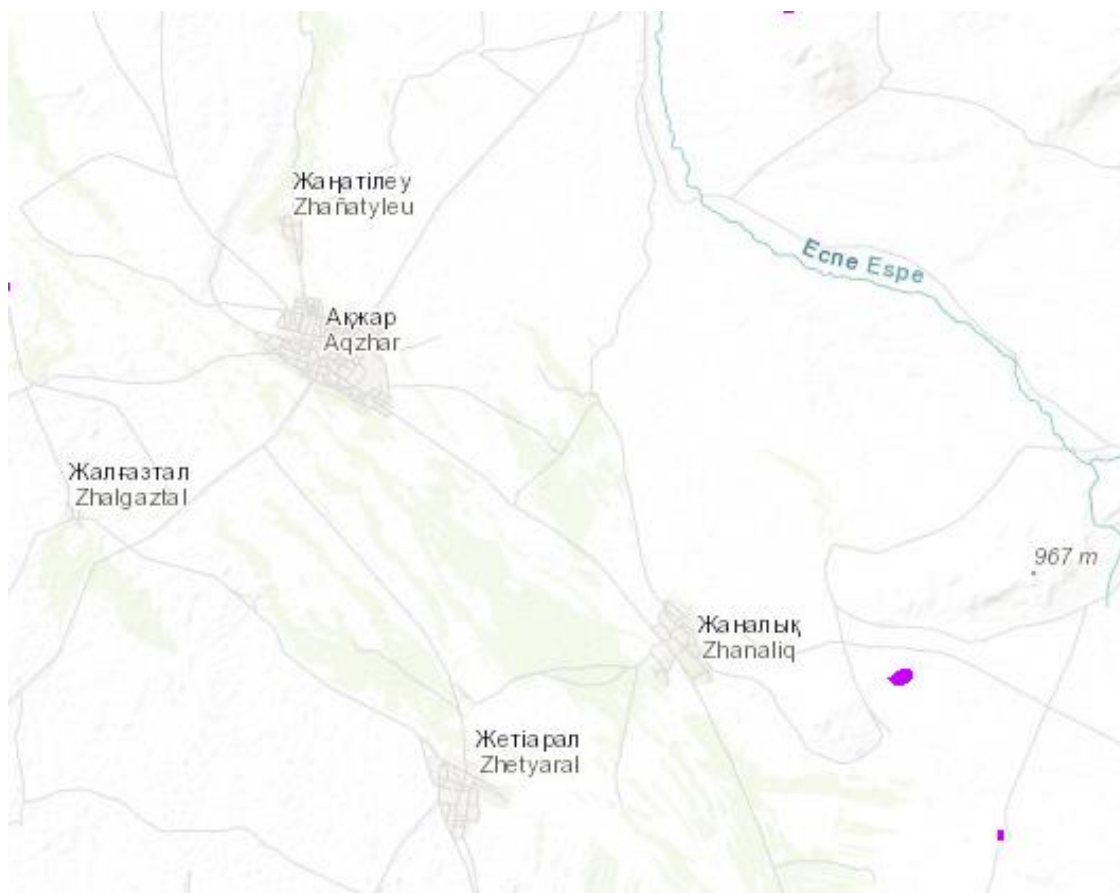 Жаңатілеу
Zhañatyleu
Еспе Espe
Ақжар
Aqzhar
Жалғазтал
Zhalgaztal
967 m
Жаналық
Zhanaliq
Жетіарал
Zhetyaral